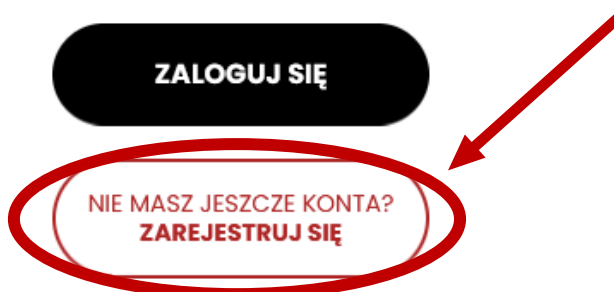 ZALOGUJ SIĘ
NIE MASZ JESZCZE KONTA?
ZAREJESTRUJ SIĘ